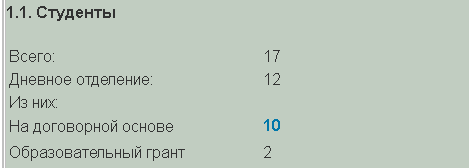 1.1. Студенты
Всего: 17
Дневное отделение: 12
Из них:
На договорной основе 10
Образовательный грант 2